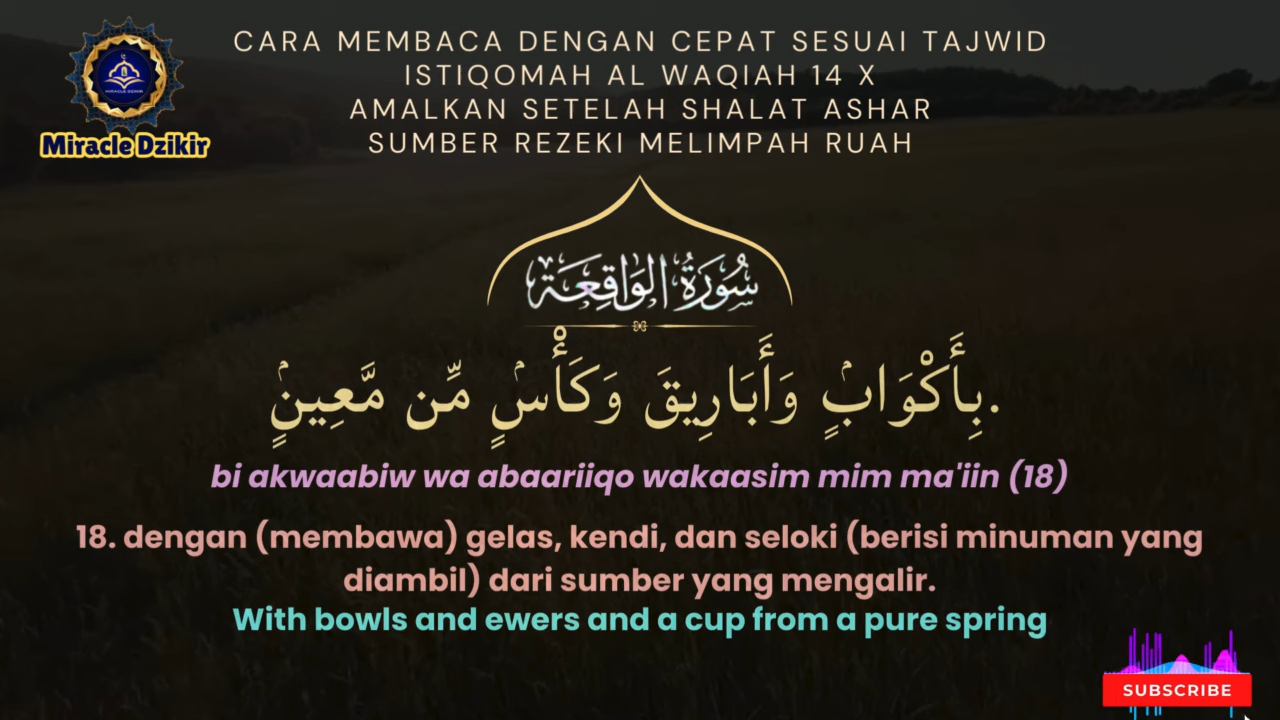 CARA MEMBACA DENGAN CEPAT SESUAI TAJWID
ISTIQOMAH AL WAQIAH 14 X
AMALKAN SETELAH SHALAT ASHAR
SUMBER REZEKI MELIMPAH RUAH
MIRACLE DZIKIR
Miracle Dzikir
سُورَةُ الوَاقِعَة
بِأَكْوَابٍۢ وَأَبَارِيقَ وَكَأْسٍۢ مِّن مَّعِينٍۢ.
bi akwaabiw wa abaariiqo wakaasim mim ma'iin (18)
18. dengan (membawa) gelas, kendi, dan seloki (berisi minuman yang
diambil) dari sumber yang mengalir.
With bowls and ewers and a cup from a pure spring
SUBSCRIBE